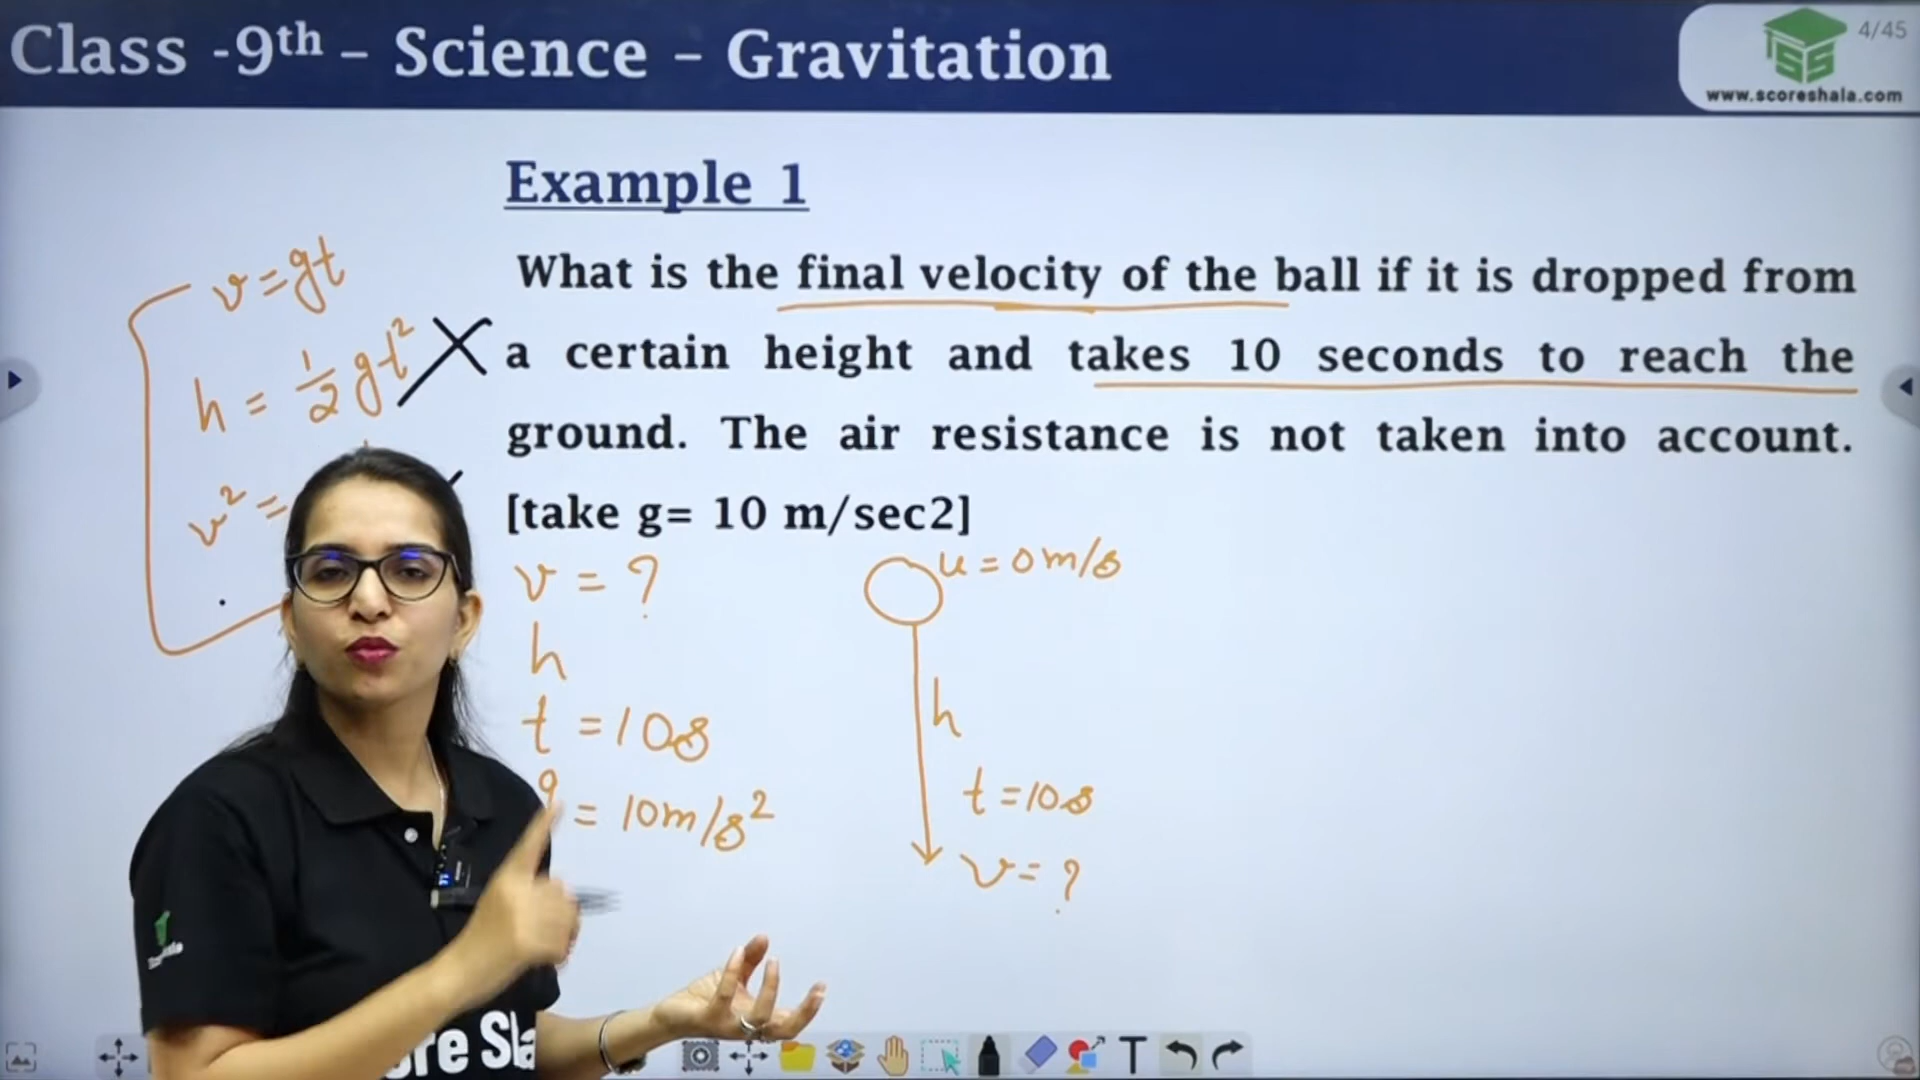 Class -9th – Science – Gravitation
4/45
SS
www.scoreshala.com
Example 1
What is the final velocity of the ball if it is dropped from
a certain height and takes 10 seconds to reach the
ground. The air resistance is not taken into account.
[take g= 10 m/sec2]
v=gt
h = 1/2 gt²
v² =
v = ?
h
t = 10s
g = 10m/s²
u = 0m/s
h
t = 10s
v = ?
T